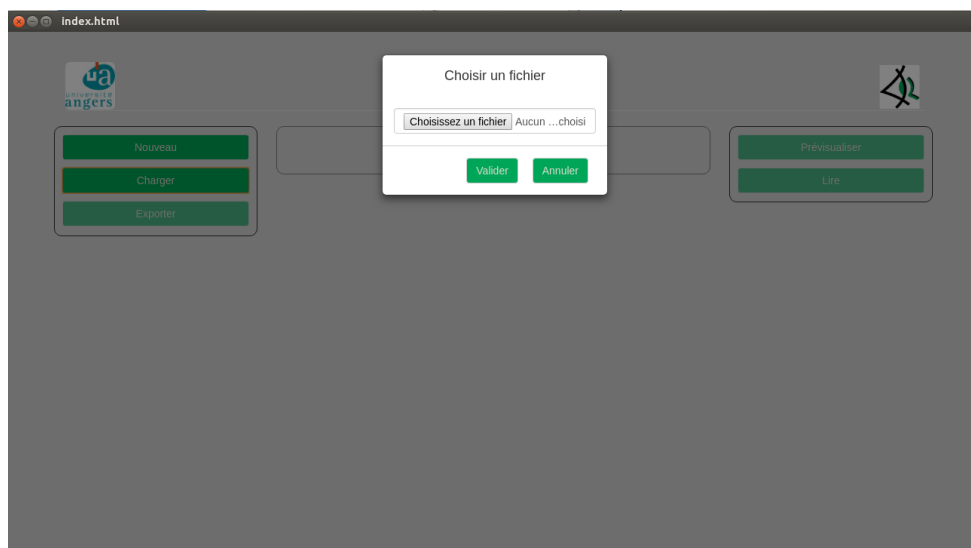 index.html
Choisir un fichier
Choisissez un fichier Aucun …choisi
Valider Annuler
ua
université
angers
Nouveau
Charger
Exporter
Prévisualiser
Lire